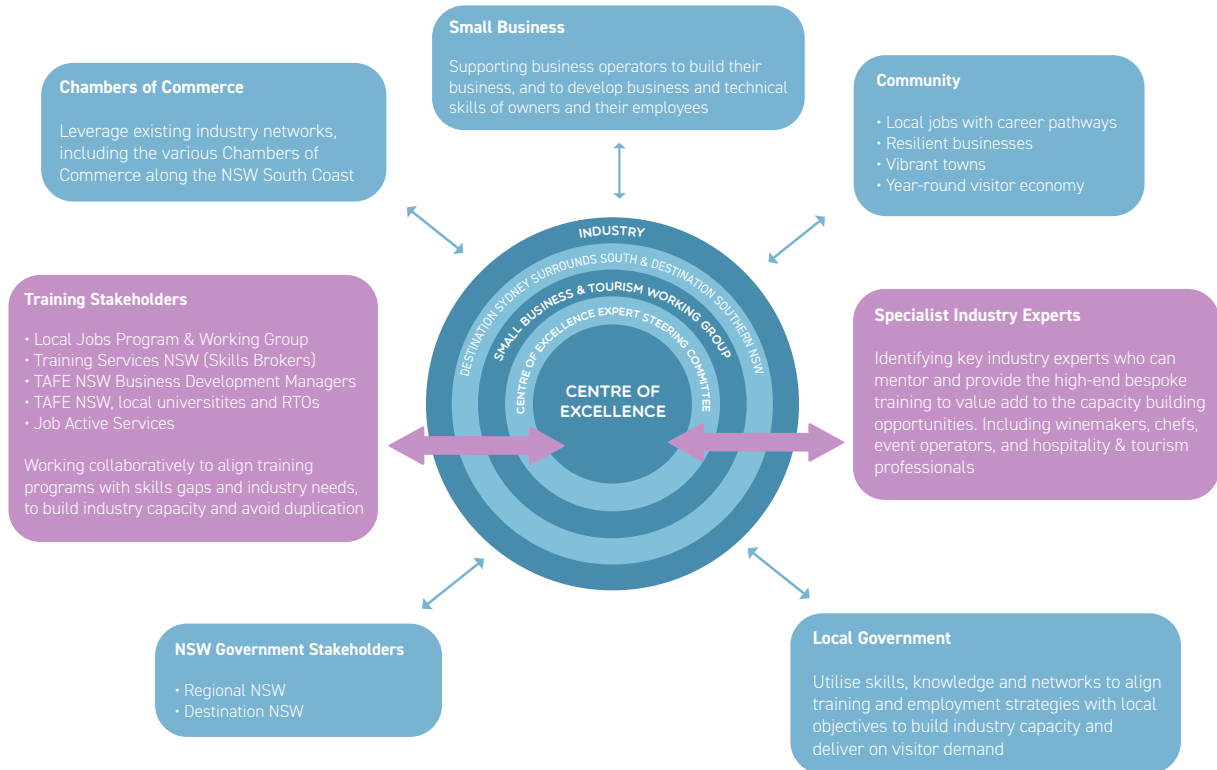 Small Business
Supporting business operators to build their
business, and to develop business and technical
skills of owners and their employees
Chambers of Commerce
Leverage existing industry networks,
including the various Chambers of
Commerce along the NSW South Coast
Community
• Local jobs with career pathways
• Resilient businesses
• Vibrant towns
• Year-round visitor economy
INDUSTRY
DESTINATION SYDNEY SURROUNDS SOUTH & DESTINATION SOUTHERN NSW
SMALL BUSINESS & TOURISM WORKING GROUP
CENTRE OF EXCELLENCE EXPERT STEERING COMMITTEE
CENTRE OF
EXCELLENCE
Training Stakeholders
• Local Jobs Program & Working Group
• Training Services NSW (Skills Brokers)
• TAFE NSW Business Development Managers
• TAFE NSW, local universitites and RTOs
• Job Active Services
Working collaboratively to align training
programs with skills gaps and industry needs,
to build industry capacity and avoid duplication
Specialist Industry Experts
Identifying key industry experts who can
mentor and provide the high-end bespoke
training to value add to the capacity building
opportunities. Including winemakers, chefs,
event operators, and hospitality & tourism
professionals
NSW Government Stakeholders
• Regional NSW
• Destination NSW
Local Government
Utilise skills, knowledge and networks to align
training and employment strategies with local
objectives to build industry capacity and
deliver on visitor demand